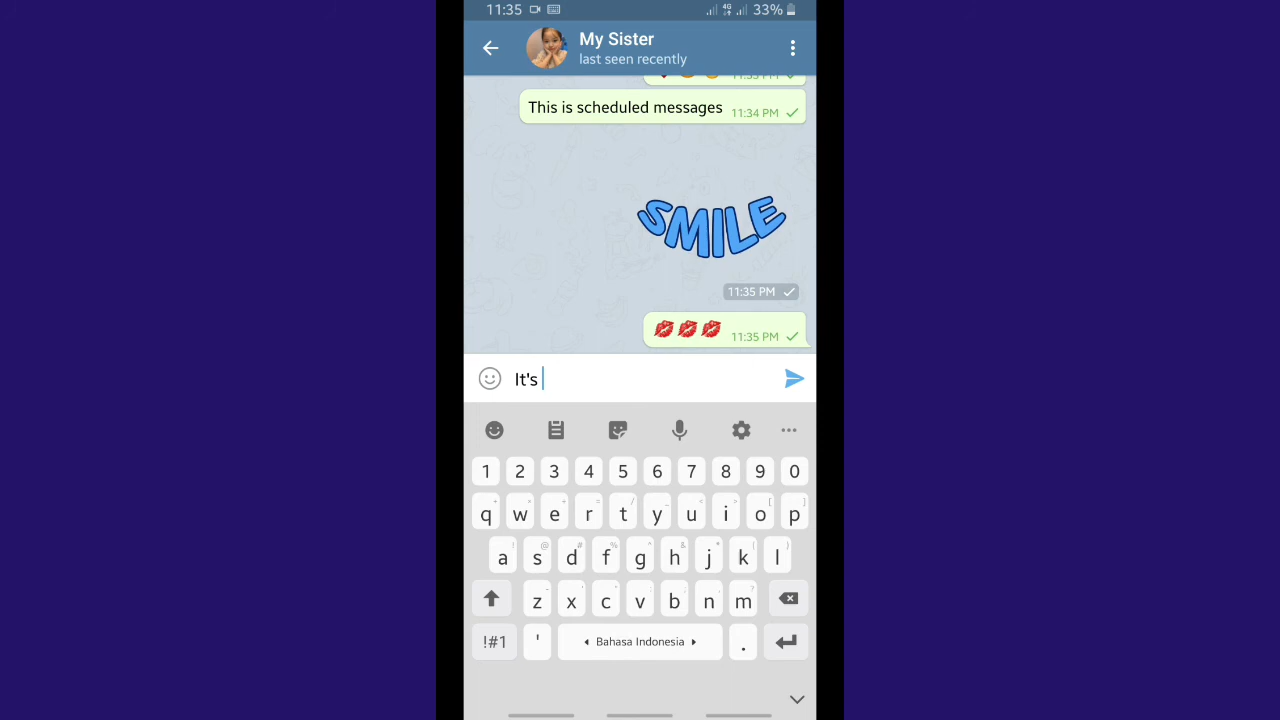 11:35 4G 33%
My Sister
last seen recently
This is scheduled messages 11:34 PM
SMILE
11:35 PM
11:35 PM
It's
1 2 3 4 5 6 7 8 9 0
q w e r t y u i o p
a s d f g h j k l
z x c v b n m
!#1 ' Bahasa Indonesia .